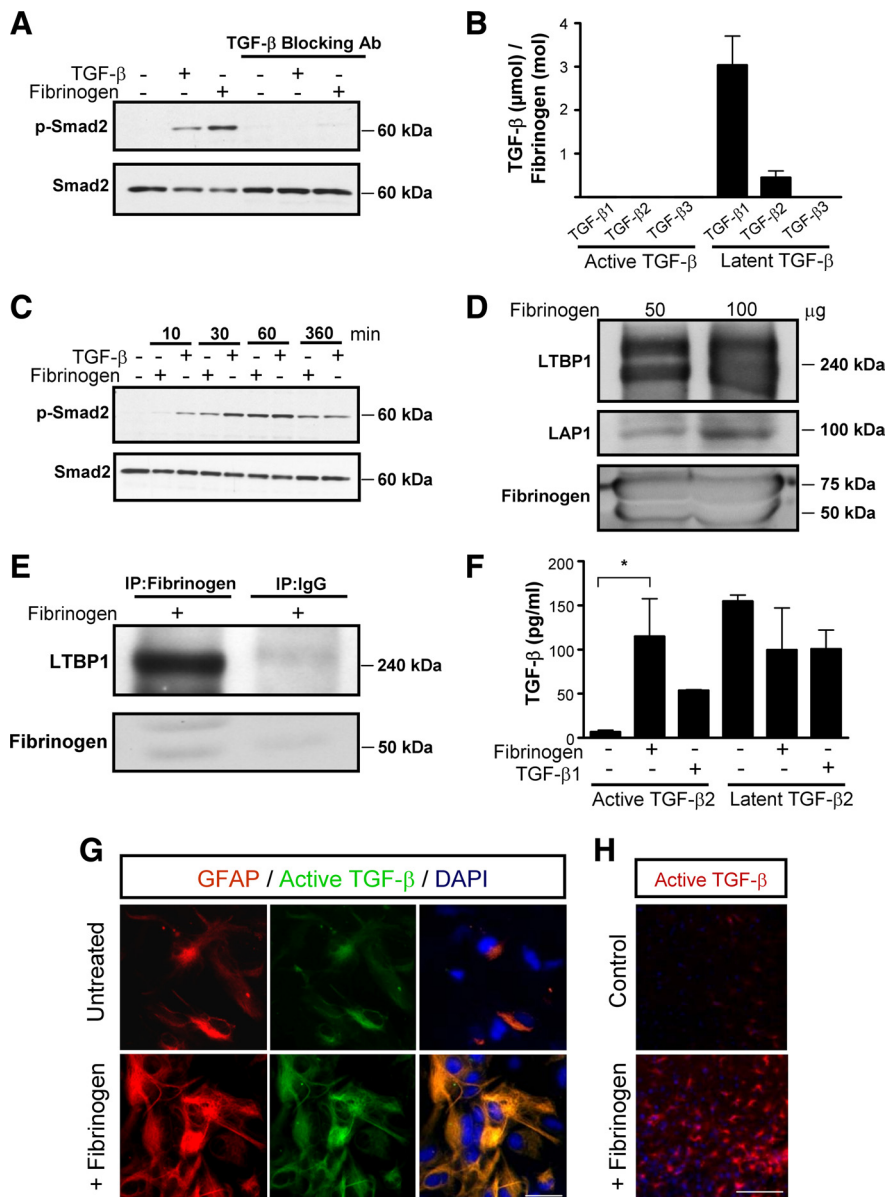 A
TGF-β Blocking Ab
TGF-β - + - - + -
Fibrinogen - - + - - +
p-Smad2
60 kDa
Smad2
60 kDa
B
TGF-β (μmol) /
Fibrinogen (mol)
4
3
2
1
TGF-β1 TGF-β2 TGF-β3 TGF-β1 TGF-β2 TGF-β3
Active TGF-β Latent TGF-β
C
10 30 60 360 min
TGF-β - - + - + - + - +
Fibrinogen - + - + - + - + -
p-Smad2
60 kDa
Smad2
60 kDa
D
Fibrinogen 50 100 μg
LTBP1
240 kDa
LAP1
100 kDa
Fibrinogen
75 kDa
50 kDa
E
IP:Fibrinogen IP:IgG
Fibrinogen + +
LTBP1
240 kDa
Fibrinogen
50 kDa
F
TGF-β (pg/ml)
200
150
100
50
0
*
Fibrinogen - + - - + -
TGF-β1 - - + - - +
Active TGF-β2 Latent TGF-β2
G
GFAP / Active TGF-β / DAPI
Untreated
+ Fibrinogen
H
Active TGF-β
Control
+ Fibrinogen